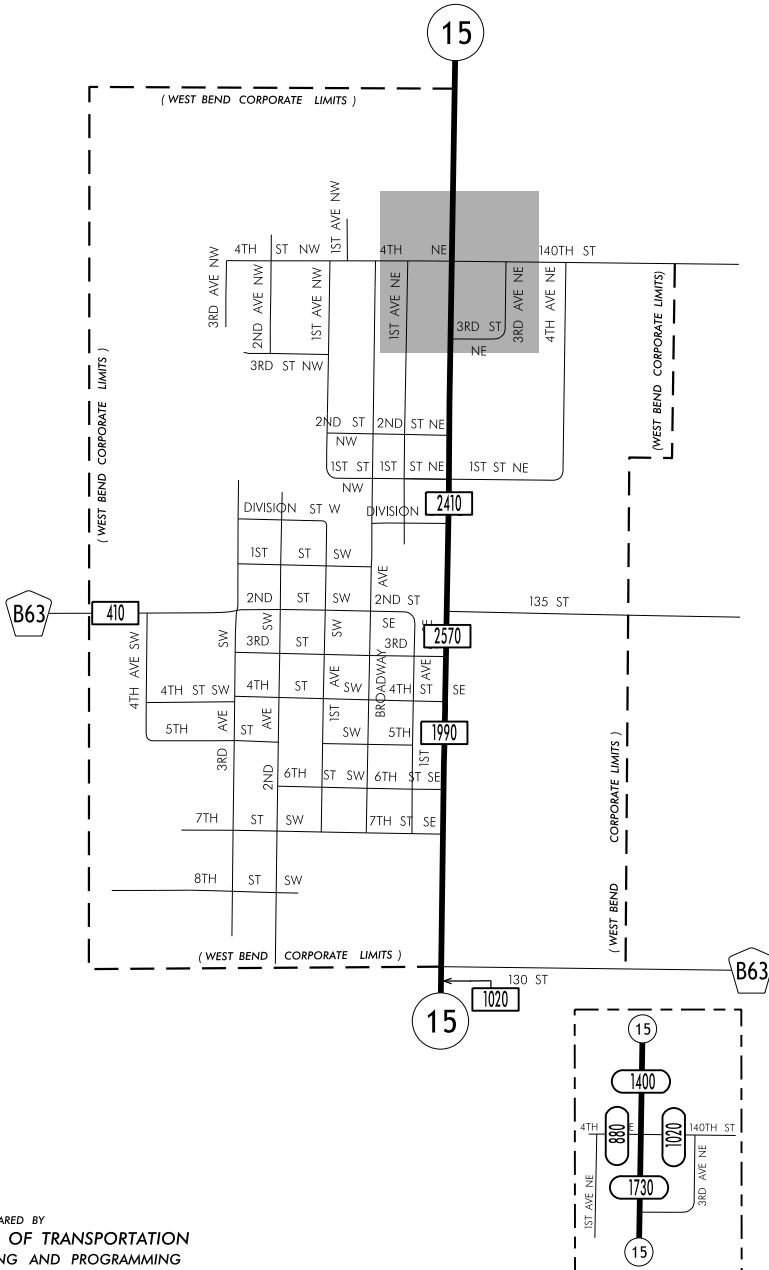 15
( WEST BEND CORPORATE LIMITS )
3RD AVE NW
4TH ST NW
1ST AVE NW
4TH NE
140TH ST
2ND AVE NW
1ST AVE NW
1ST AVE NE
3RD AVE NE
4TH AVE NE
(WEST BEND CORPORATE LIMITS)
3RD ST NE
3RD ST NW
( WEST BEND CORPORATE LIMITS )
2ND ST NW
2ND ST NE
1ST ST NW
1ST ST NE
1ST ST NE
2410
DIVISION ST W
DIVISION
1ST ST SW
AVE
B63
410
2ND ST SW
2ND ST SE
135 ST
4TH AVE SW
SW
SW
SW
E
2570
3RD ST
3RD
4TH ST SW
4TH ST SW
4TH ST SE
AVE
AVE
AVE
AVE
BROADWAY
1ST
5TH ST SW
5TH
1990
3RD
2ND
1ST
6TH ST SW
6TH ST SE
7TH ST SW
7TH ST SE
8TH ST SW
( WEST BEND CORPORATE LIMITS )
( WEST BEND CORPORATE LIMITS )
B63
130 ST
1020
15
15
1400
4TH E
880
1020
140TH ST
1ST AVE NE
3RD AVE NE
1730
15
ARED BY
OF TRANSPORTATION
NG AND PROGRAMMING